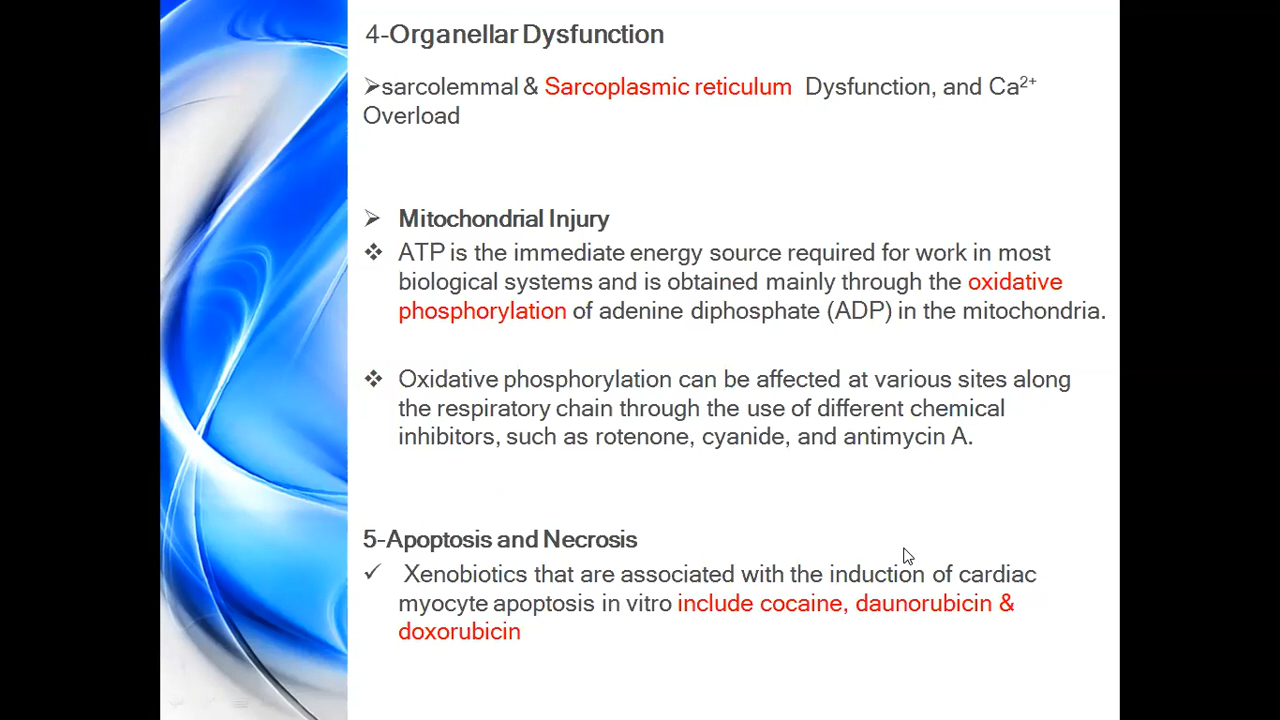 4-Organellar Dysfunction
➢sarcolemmal & Sarcoplasmic reticulum Dysfunction, and Ca²⁺
Overload
➢ Mitochondrial Injury
❖ ATP is the immediate energy source required for work in most
biological systems and is obtained mainly through the oxidative
phosphorylation of adenine diphosphate (ADP) in the mitochondria.
❖ Oxidative phosphorylation can be affected at various sites along
the respiratory chain through the use of different chemical
inhibitors, such as rotenone, cyanide, and antimycin A.
5-Apoptosis and Necrosis
✓ Xenobiotics that are associated with the induction of cardiac
myocyte apoptosis in vitro include cocaine, daunorubicin &
doxorubicin